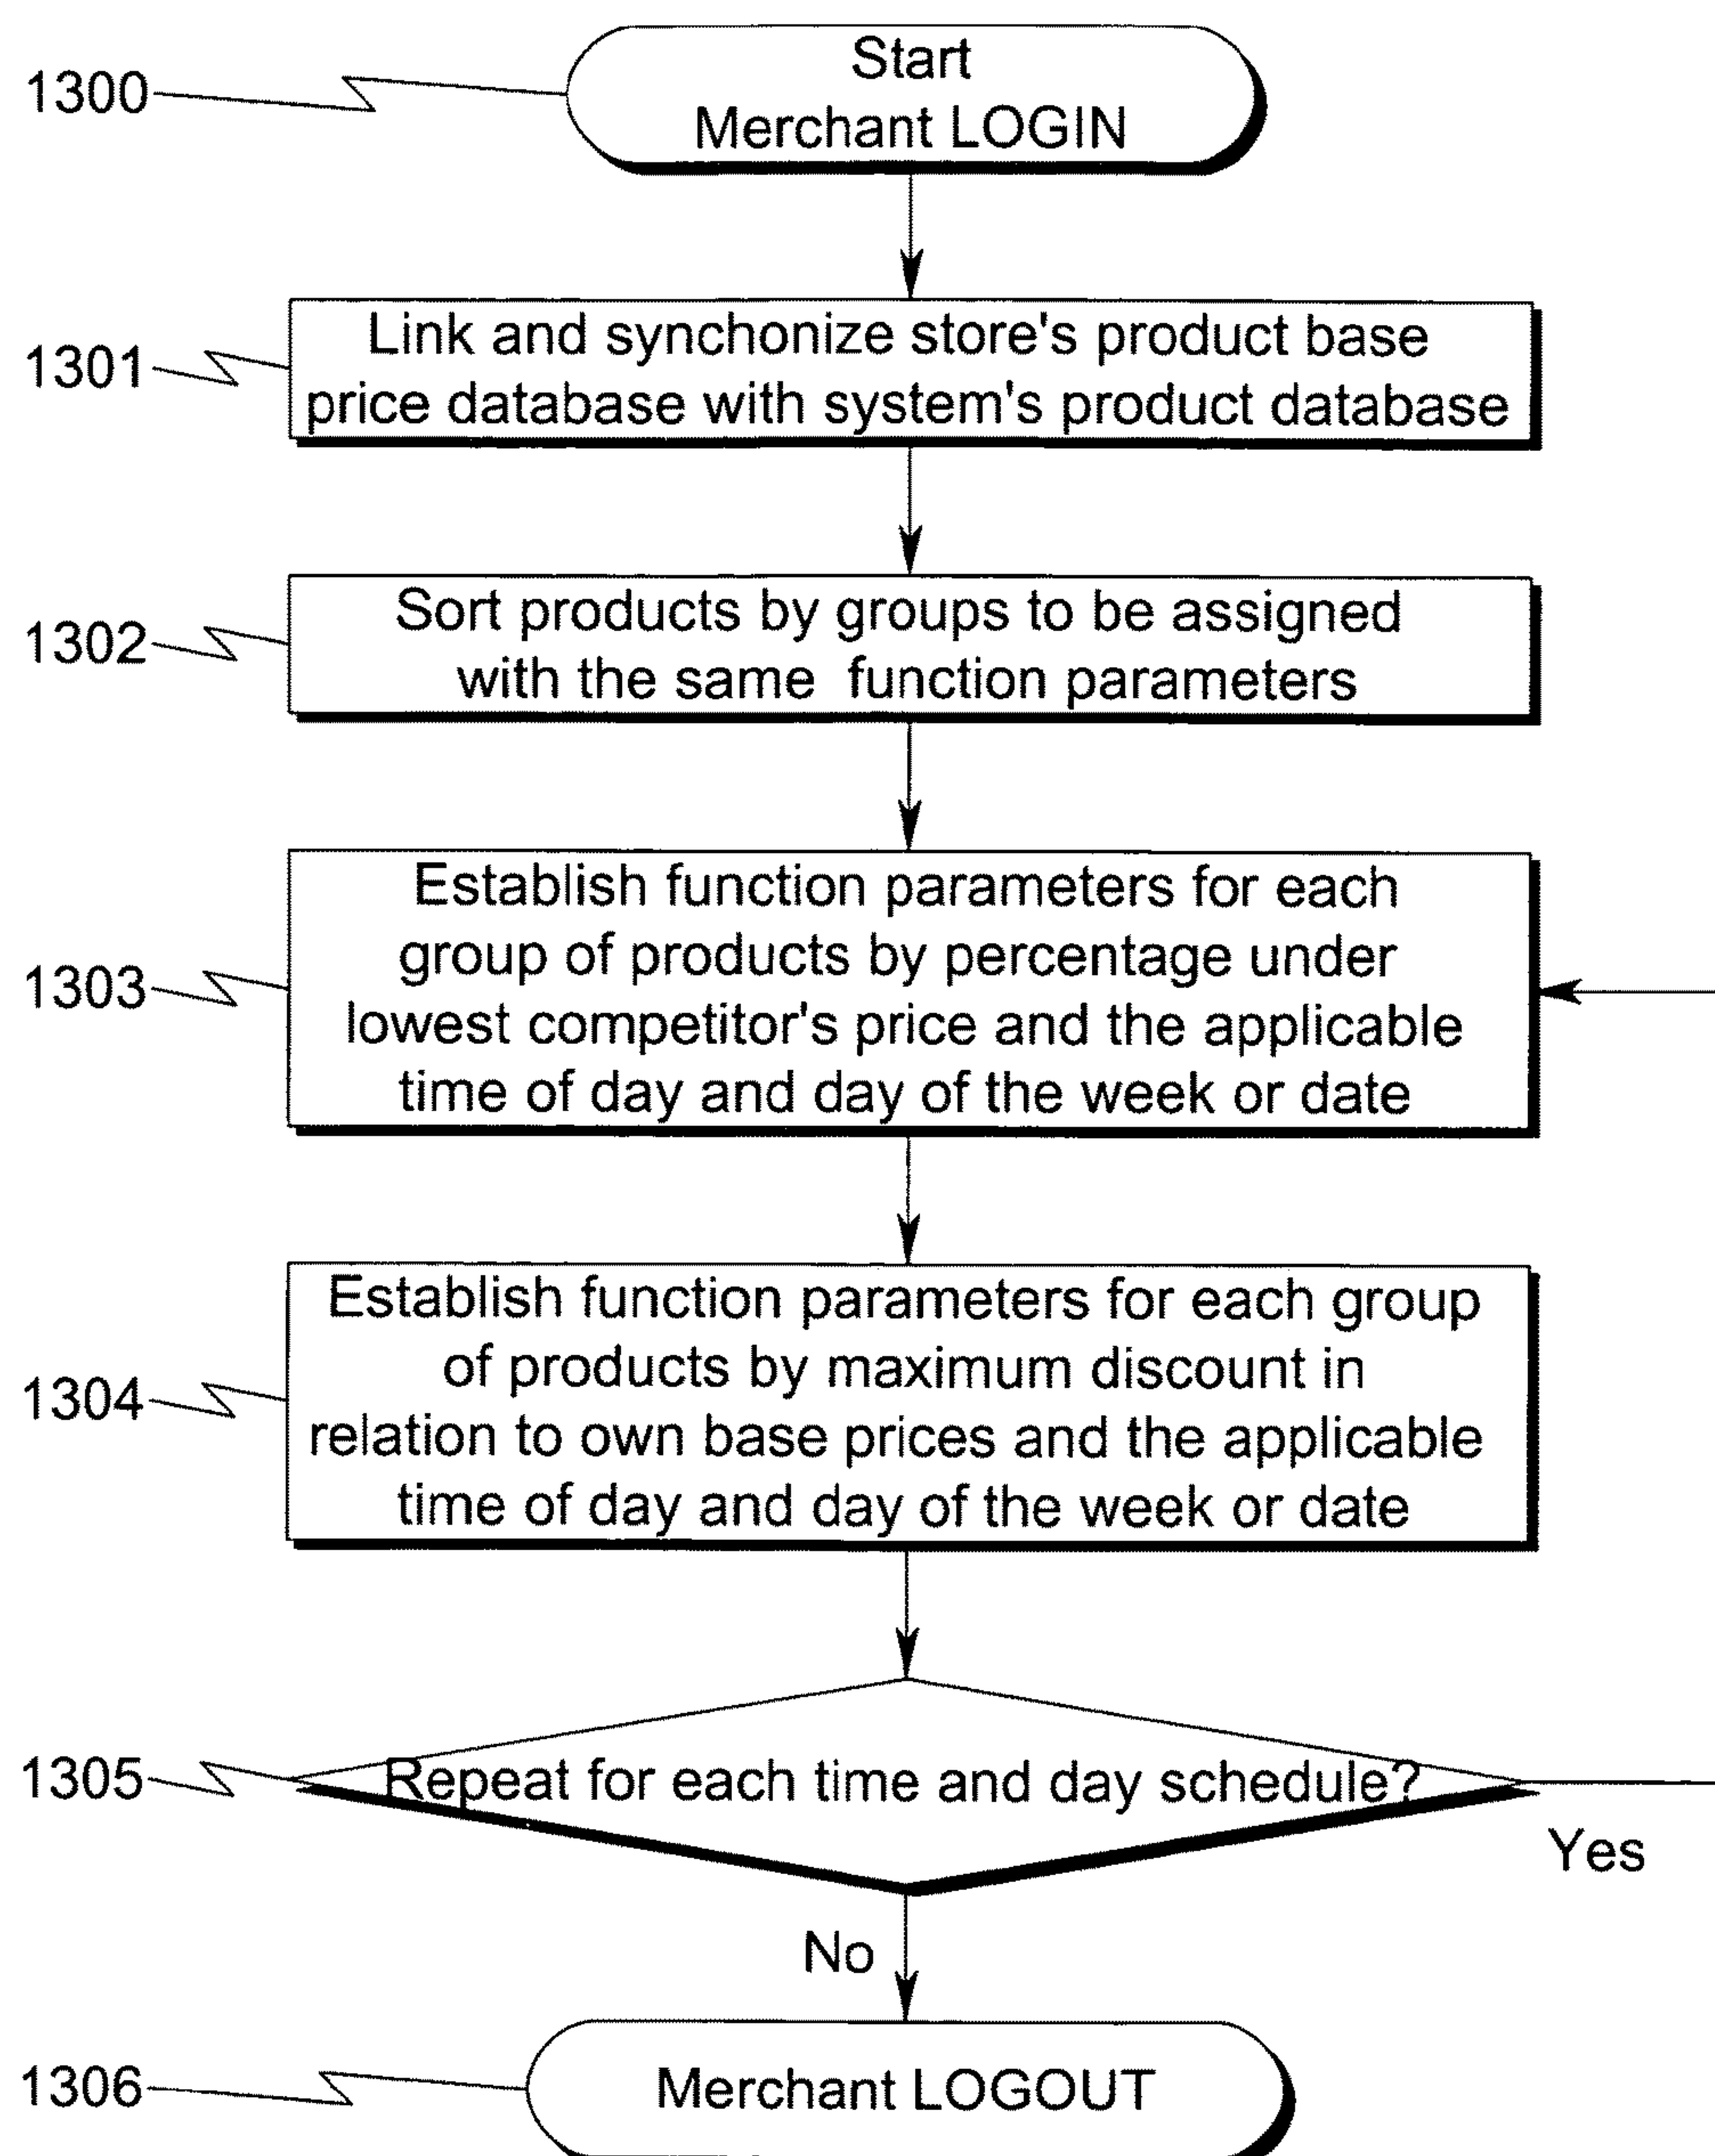 1300
Start
Merchant LOGIN
1301
Link and synchonize store's product base
price database with system's product database
1302
Sort products by groups to be assigned
with the same function parameters
1303
Establish function parameters for each
group of products by percentage under
lowest competitor's price and the applicable
time of day and day of the week or date
1304
Establish function parameters for each group
of products by maximum discount in
relation to own base prices and the applicable
time of day and day of the week or date
1305
Repeat for each time and day schedule?
Yes
No
1306
Merchant LOGOUT